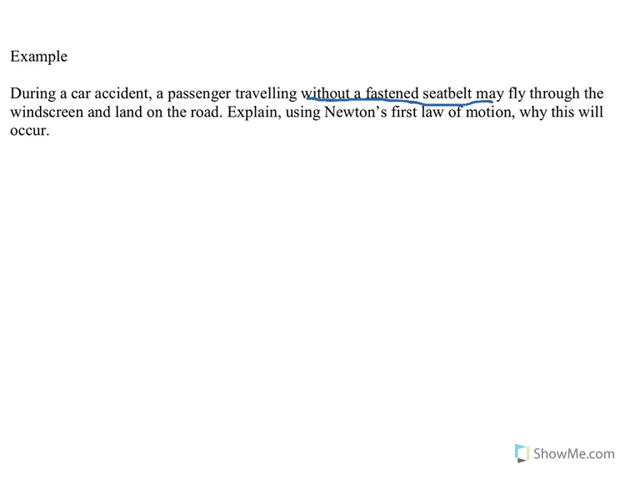 Example
During a car accident, a passenger travelling without a fastened seatbelt may fly through the
windscreen and land on the road. Explain, using Newton’s first law of motion, why this will
occur.
ShowMe.com